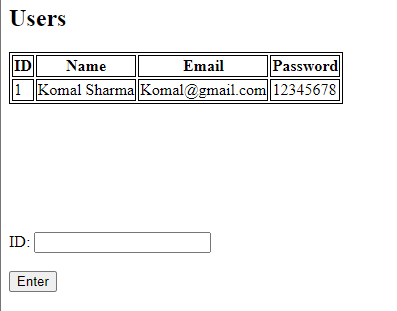 Users
ID Name Email Password
1 Komal Sharma Komal@gmail.com 12345678
ID:
Enter